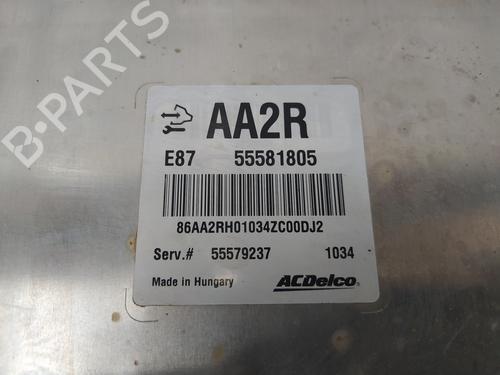 AA2R
E87 55581805
86AA2RH01034ZC00DJ2
Serv.# 55579237 1034
Made in Hungary ACDelco
B-PARTS